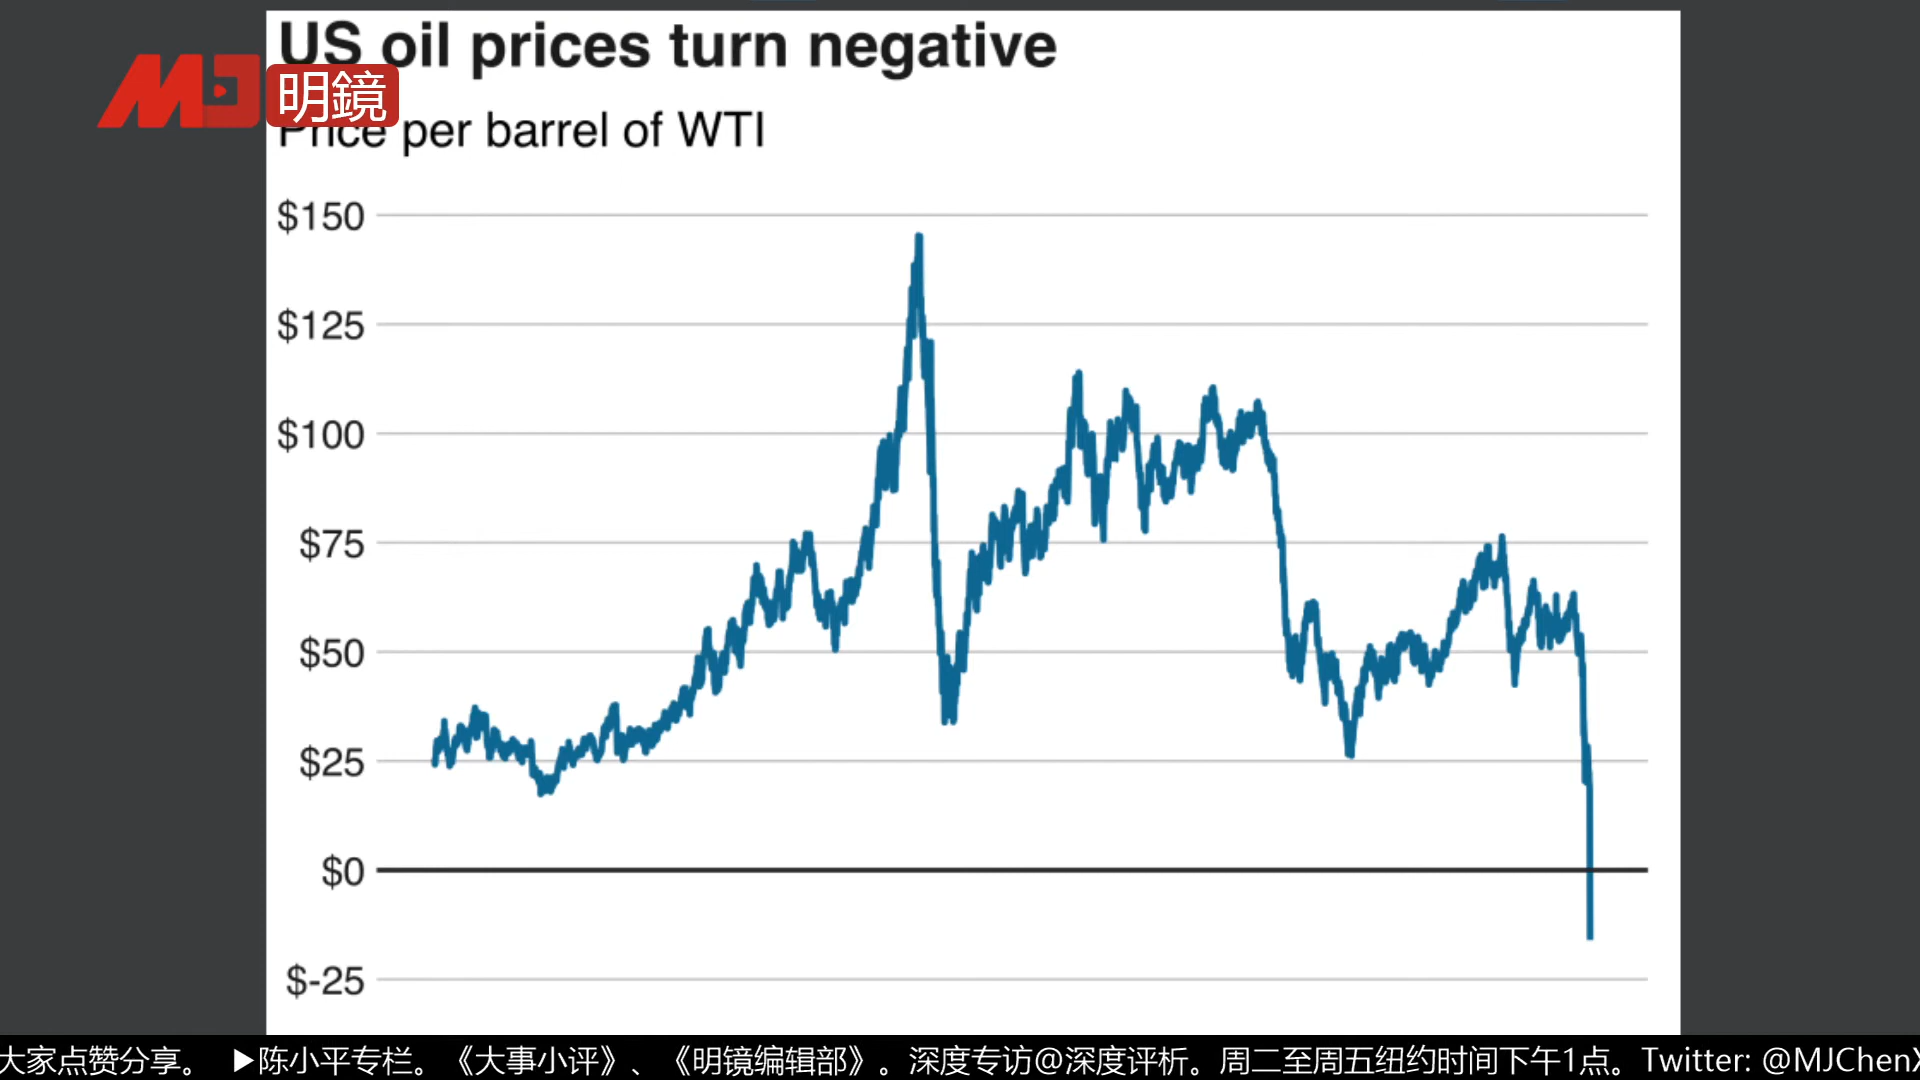 US oil prices turn negative
MJ 明鏡
Price per barrel of WTI
$150
$125
$100
$75
$50
$25
$0
$-25
大家点赞分享。 ▶陈小平专栏。《大事小评》、《明镜编辑部》。深度专访@深度评析。周二至周五纽约时间下午1点。Twitter: @MJChenX